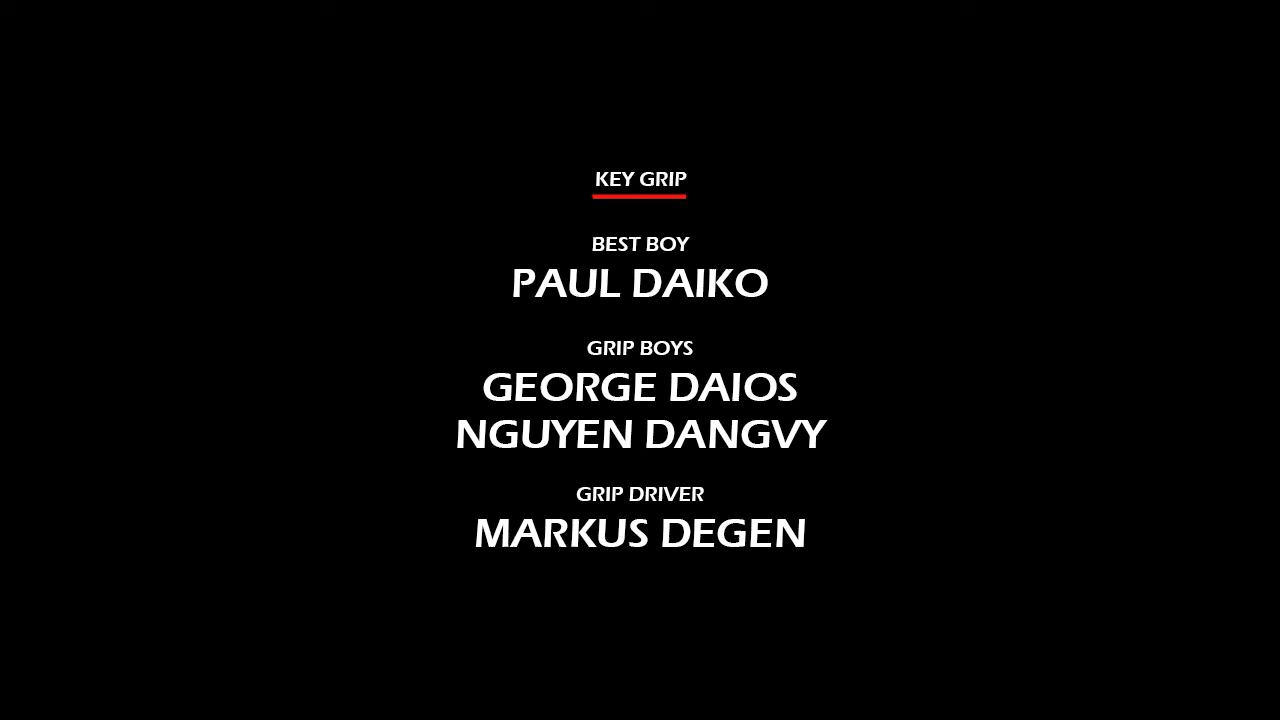 KEY GRIP
BEST BOY
PAUL DAIKO
GRIP BOYS
GEORGE DAIOS
NGUYEN DANGVY
GRIP DRIVER
MARKUS DEGEN